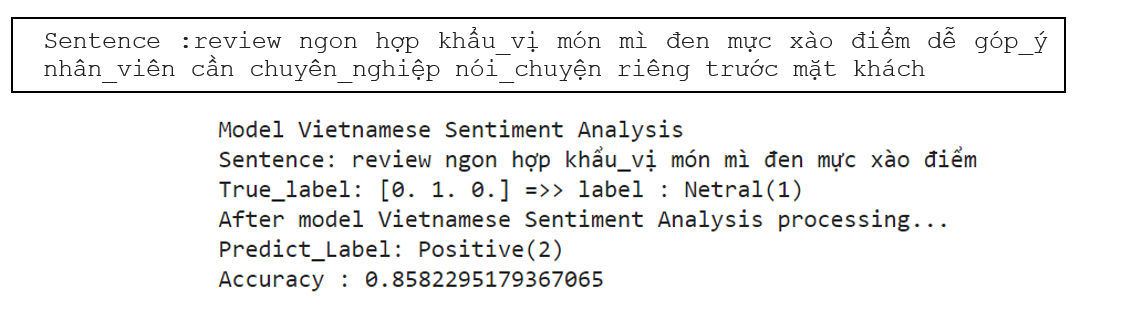 Sentence :review ngon hợp khẩu_vị món mì đen mực xào điểm dễ góp_ý
nhân_viên cần chuyên_nghiệp nói_chuyện riêng trước mặt khách
Model Vietnamese Sentiment Analysis
Sentence: review ngon hợp khẩu_vị món mì đen mực xào điểm
True_label: [0. 1. 0.] =>> label : Netral(1)
After model Vietnamese Sentiment Analysis processing...
Predict_Label: Positive(2)
Accuracy : 0.8582295179367065